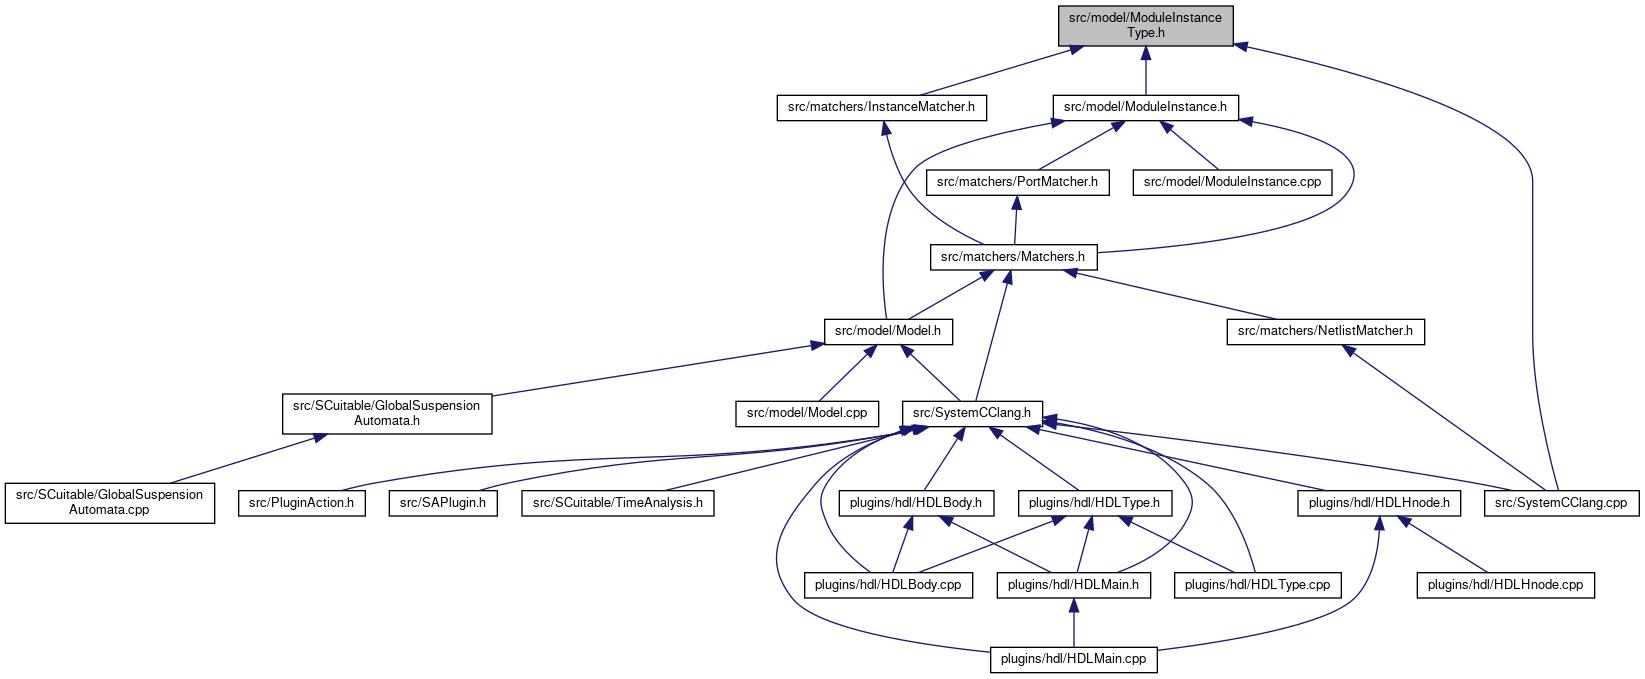 src/model/ModuleInstance
Type.h
src/matchers/InstanceMatcher.h
src/model/ModuleInstance.h
src/matchers/PortMatcher.h
src/model/ModuleInstance.cpp
src/matchers/Matchers.h
src/model/Model.h
src/matchers/NetlistMatcher.h
src/SCuitable/GlobalSuspension
Automata.h
src/model/Model.cpp
src/SystemCClang.h
src/SCuitable/GlobalSuspension
Automata.cpp
src/PluginAction.h
src/SAPlugin.h
src/SCuitable/TimeAnalysis.h
plugins/hdl/HDLBody.h
plugins/hdl/HDLType.h
plugins/hdl/HDLHnode.h
src/SystemCClang.cpp
plugins/hdl/HDLBody.cpp
plugins/hdl/HDLMain.h
plugins/hdl/HDLType.cpp
plugins/hdl/HDLHnode.cpp
plugins/hdl/HDLMain.cpp